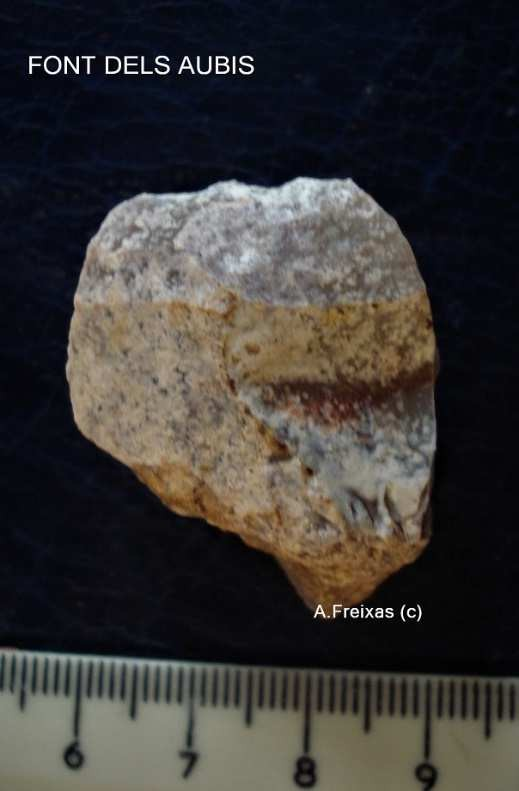 FONT DELS AUBIS
A.Freixas (c)
6 7 8 9